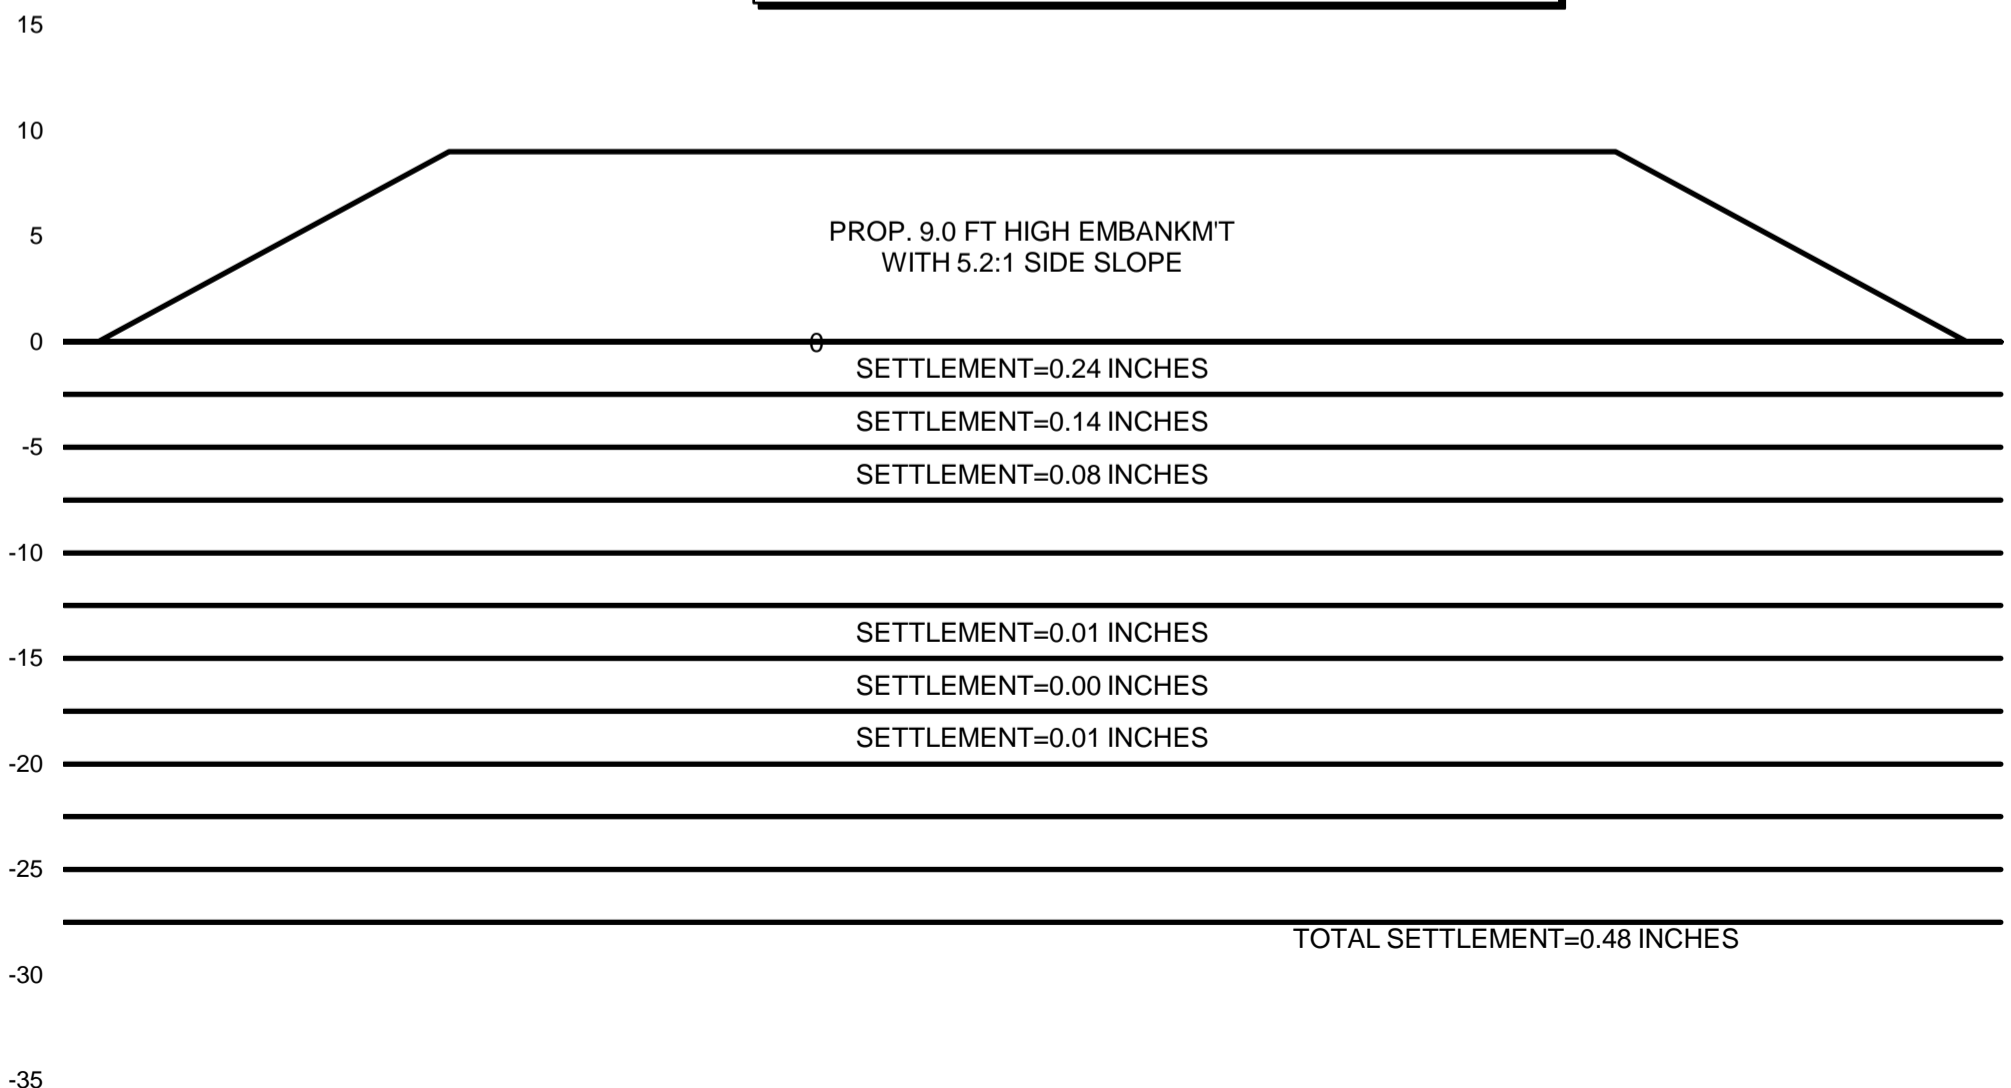 15
10
5
PROP. 9.0 FT HIGH EMBANKM'T
WITH 5.2:1 SIDE SLOPE
0
0
SETTLEMENT=0.24 INCHES
SETTLEMENT=0.14 INCHES
-5
SETTLEMENT=0.08 INCHES
-10
SETTLEMENT=0.01 INCHES
-15
SETTLEMENT=0.00 INCHES
SETTLEMENT=0.01 INCHES
-20
-25
TOTAL SETTLEMENT=0.48 INCHES
-30
-35